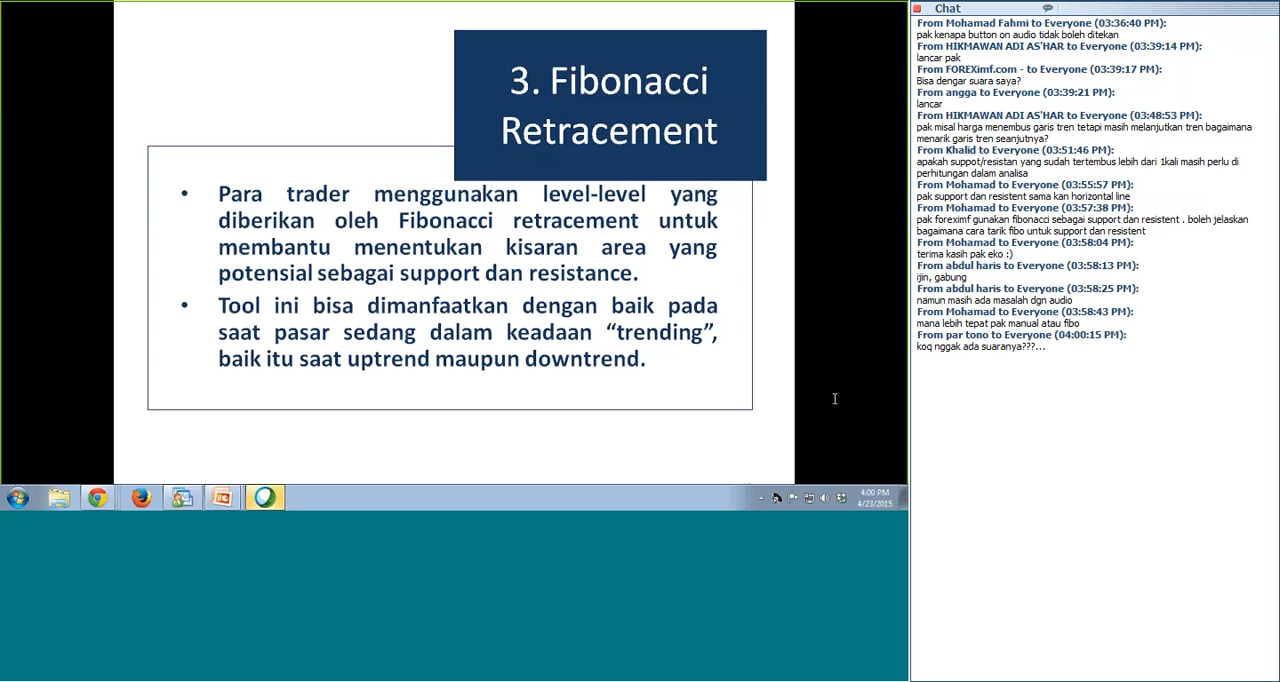 3. Fibonacci
Retracement
• Para trader menggunakan level-level yang
diberikan oleh Fibonacci retracement untuk
membantu menentukan kisaran area yang
potensial sebagai support dan resistance.
• Tool ini bisa dimanfaatkan dengan baik pada
saat pasar sedang dalam keadaan “trending”,
baik itu saat uptrend maupun downtrend.
4:00 PM
4/23/2015
Chat
From Mohamad Fahmi to Everyone (03:36:40 PM):
pak kenapa button on audio tidak boleh ditekan
From HIKMAWAN ADI AS'HAR to Everyone (03:39:14 PM):
lancar pak
From FOREXimf.com - to Everyone (03:39:17 PM):
Bisa dengar suara saya?
From angga to Everyone (03:39:21 PM):
lancar
From HIKMAWAN ADI AS'HAR to Everyone (03:48:53 PM):
pak misal harga menembus garis tren tetapi masih melanjutkan tren bagaimana
menarik garis tren seanjutnya?
From Khalid to Everyone (03:51:46 PM):
apakah suppot/resistan yang sudah tertembus lebih dari 1kali masih perlu di
perhitungan dalam analisa
From Mohamad to Everyone (03:55:57 PM):
pak support dan resistent sama kan horizontal line
From Mohamad to Everyone (03:57:38 PM):
pak foreximf gunakan fibonacci sebagai support dan resistent . boleh jelaskan
bagaimana cara tarik fibo untuk support dan resistent
From Mohamad to Everyone (03:58:04 PM):
terima kasih pak eko :)
From abdul haris to Everyone (03:58:13 PM):
ijin, gabung
From abdul haris to Everyone (03:58:25 PM):
namun masih ada masalah dgn audio
From Mohamad to Everyone (03:58:43 PM):
mana lebih tepat pak manual atau fibo
From par tono to Everyone (04:00:15 PM):
koq nggak ada suaranya???...